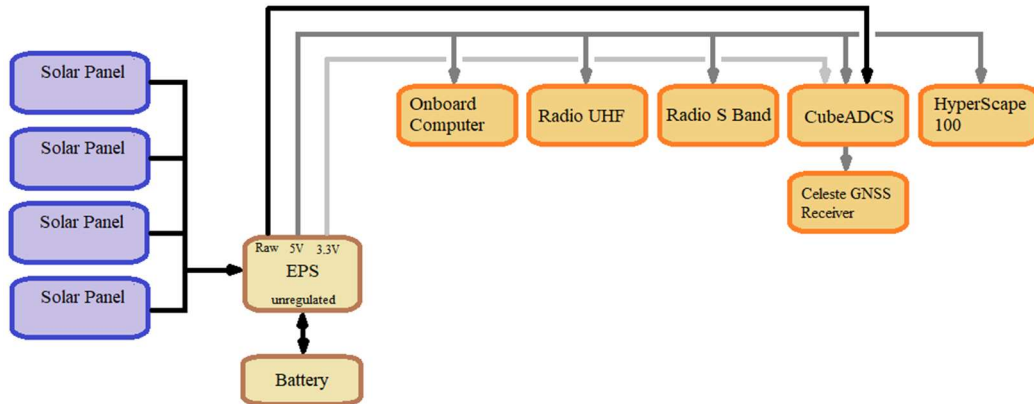 Solar Panel
Solar Panel
Solar Panel
Solar Panel
Raw 5V 3.3V
EPS
unregulated
Battery
Onboard
Computer
Radio UHF
Radio S Band
CubeADCS
HyperScape
100
Celeste GNSS
Receiver